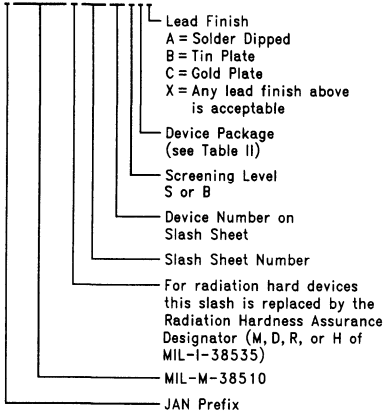 Lead Finish
A = Solder Dipped
B = Tin Plate
C = Gold Plate
X = Any lead finish above
is acceptable
Device Package
(see Table II)
Screening Level
S or B
Device Number on
Slash Sheet
Slash Sheet Number
For radiation hard devices
this slash is replaced by the
Radiation Hardness Assurance
Designator (M, D, R, or H of
MIL-I-38535)
MIL-M-38510
JAN Prefix